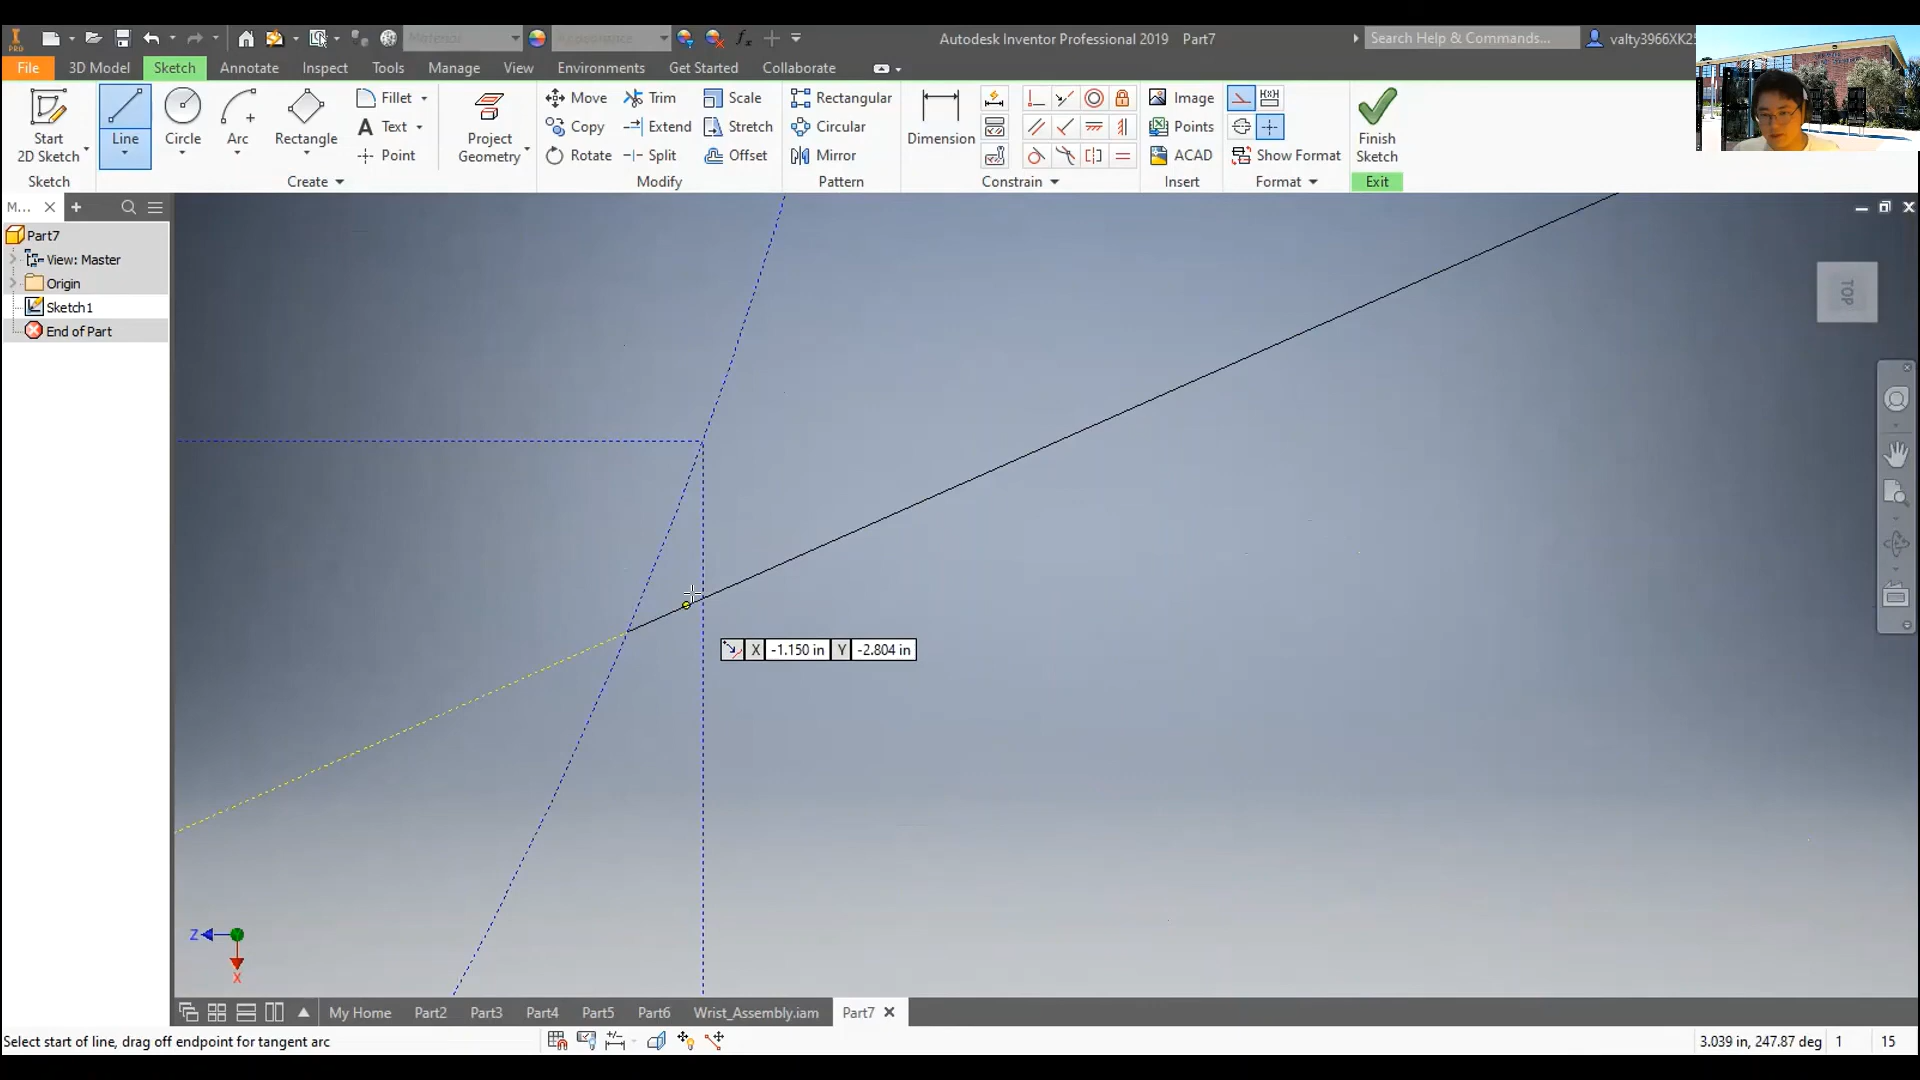 Autodesk Inventor Professional 2019 Part7
Search Help & Commands...
valty3966XK2
PRO
File 3D Model Sketch Annotate Inspect Tools Manage View Environments Get Started Collaborate
Start
2D Sketch
Line
Circle
Arc
Rectangle
Fillet
Text
Point
Project
Geometry
Move
Copy
Rotate
Trim
Extend
Split
Scale
Stretch
Offset
Rectangular
Circular
Mirror
Dimension
Image
Points
ACAD
Show Format
Finish
Sketch
Sketch
Create
Modify
Pattern
Constrain
Insert
Format
Exit
M...
Part7
View: Master
Origin
Sketch1
End of Part
TOP
X -1.150 in Y -2.804 in
Z
X
My Home Part2 Part3 Part4 Part5 Part6 Wrist_Assembly.iam Part7
Select start of line, drag off endpoint for tangent arc
3.039 in, 247.87 deg 1 15